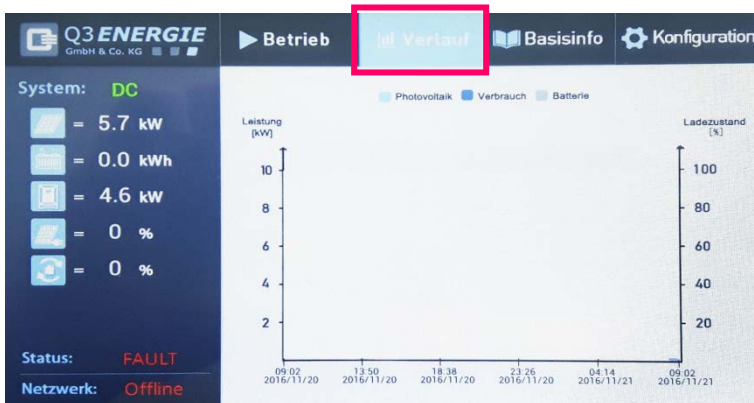 Q3 ENERGIE
GmbH & Co. KG
Betrieb
Verlauf
Basisinfo
Konfiguration
System: DC
= 5.7 kW
= 0.0 kWh
= 4.6 kW
= 0 %
= 0 %
Status: FAULT
Netzwerk: Offline
Photovoltaik Verbrauch Batterie
Leistung
[kW]
Ladezustand
[%]
10
8
6
4
2
100
80
60
40
20
09:02
2016/11/20
13:50
2016/11/20
18:38
2016/11/20
23:26
2016/11/20
04:14
2016/11/21
09:02
2016/11/21